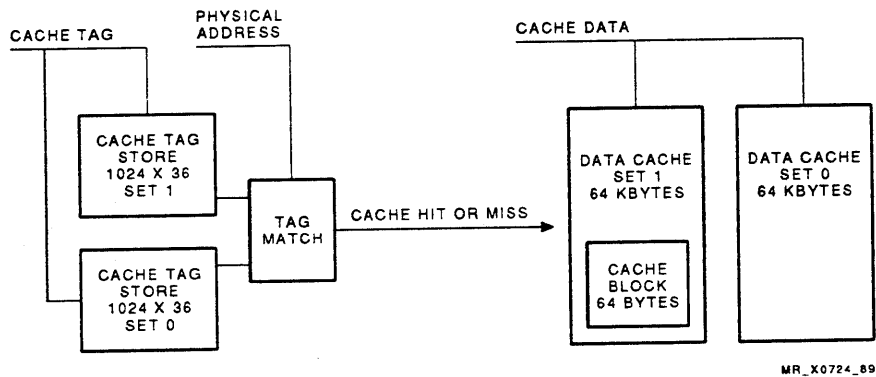 CACHE TAG
PHYSICAL
ADDRESS
CACHE DATA
CACHE TAG
STORE
1024 X 36
SET 1
TAG
MATCH
CACHE HIT OR MISS
CACHE TAG
STORE
1024 X 36
SET 0
DATA CACHE
SET 1
64 KBYTES
CACHE
BLOCK
64 BYTES
DATA CACHE
SET 0
64 KBYTES
MR_X0724_89